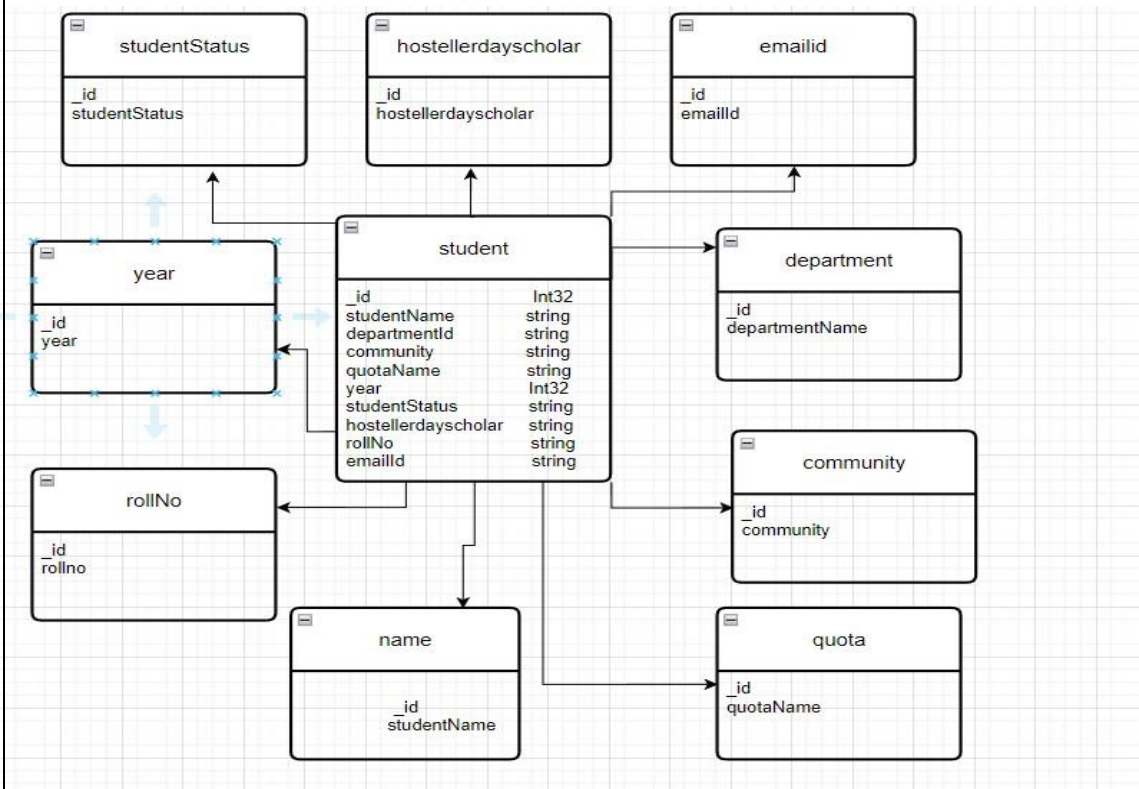 studentStatus
_id
studentStatus
hostellerdayscholar
_id
hostellerdayscholar
emailid
_id
emailId
year
_id
year
student
_id Int32
studentName string
departmentId string
community string
quotaName string
year Int32
studentStatus string
hostellerdayscholar string
rollNo string
emailId string
department
_id
departmentName
rollNo
_id
rollno
community
_id
community
name
_id
studentName
quota
_id
quotaName